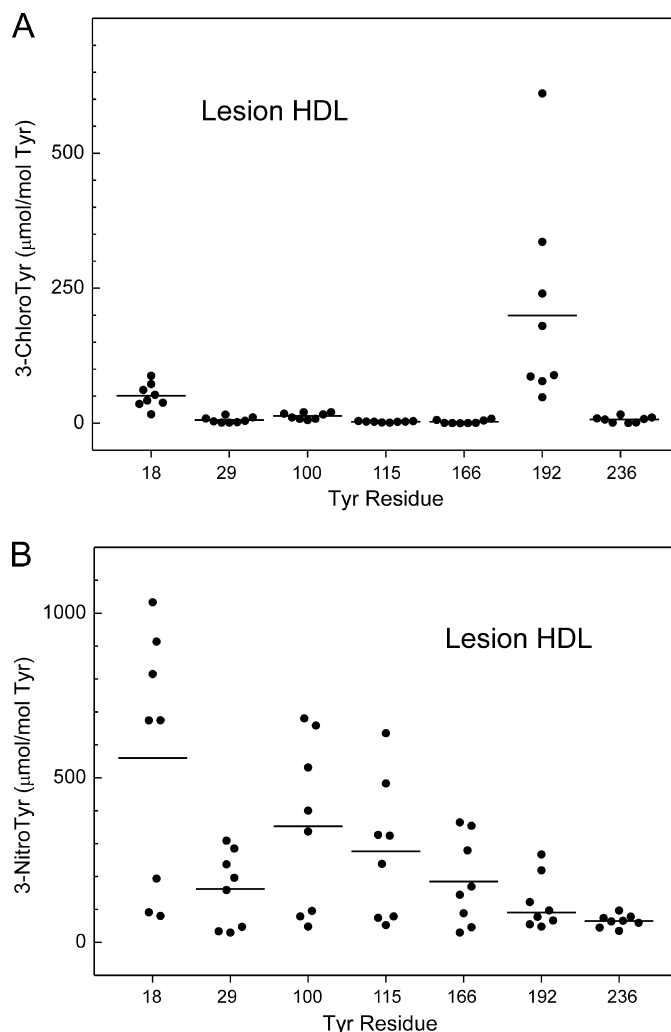 A
Lesion HDL
3-ChloroTyr (μmol/mol Tyr)
500
250
0
18 29 100 115 166 192 236
Tyr Residue
B
Lesion HDL
3-NitroTyr (μmol/mol Tyr)
1000
500
0
18 29 100 115 166 192 236
Tyr Residue